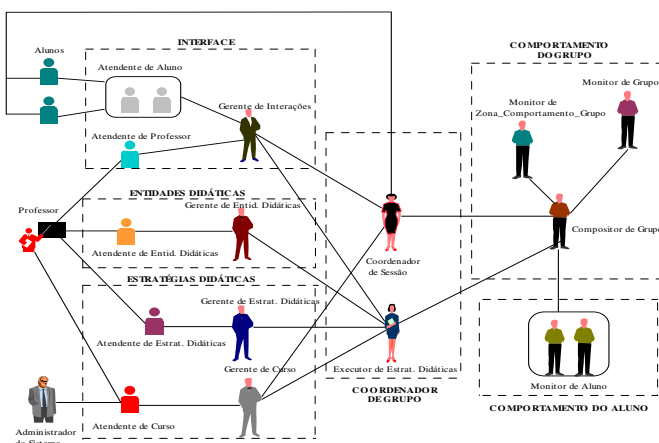 INTERFACE
Alunos
Atendente de Aluno
Gerente de Interações
Atendente de Professor
COMPORTAMENTO
DO GRUPO
Monitor de Grupo
Monitor de
Zona_Comportamento_Grupo
Professor
ENTIDADES DIDÁTICAS
Gerente de Entid. Didáticas
Atendente de Entid. Didáticas
Coordenador
de Sessão
Compositor de Grupo
ESTRATÉGIAS DIDÁTICAS
Gerente de Estrat. Didáticas
Atendente de Estrat. Didáticas
Gerente de Curso
Executor de Estrat. Didáticas
COORDENADOR
DE GRUPO
Monitor de Aluno
COMPORTAMENTO DO ALUNO
Administrador
Atendente de Curso